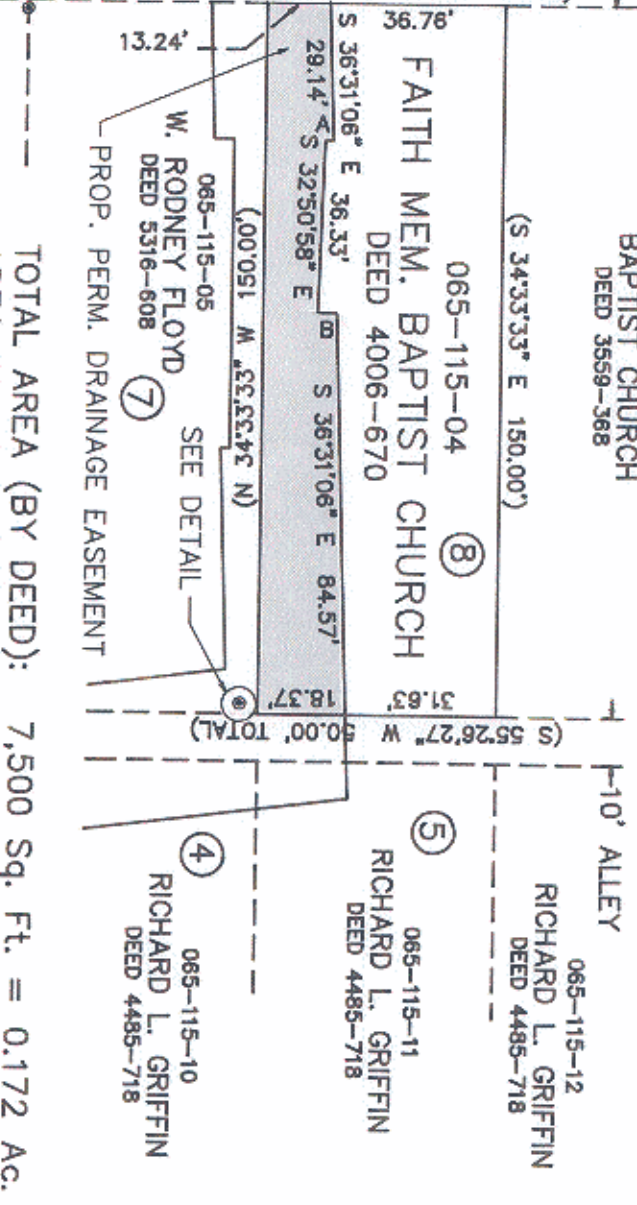 BAPTIST CHURCH
DEED 3559-368
(S 34°33'33" E 150.00')
36.76'
065-115-04
8
FAITH MEM. BAPTIST CHURCH
DEED 4006-670
S 36°31'06" E 36.33'
29.14'
A
S 32°50'58" E
B
S 36°31'06" E 84.57'
13.24'
31.63'
18.37'
(S 55°26'27" W 50.00' TOTAL)
(N 34°33'33" W 150.00')
065-115-05
W. RODNEY FLOYD
DEED 5316-608
7
SEE DETAIL
PROP. PERM. DRAINAGE EASEMENT
10' ALLEY
065-115-12
RICHARD L. GRIFFIN
DEED 4485-718
5
065-115-11
RICHARD L. GRIFFIN
DEED 4485-718
4
065-115-10
RICHARD L. GRIFFIN
DEED 4485-718
TOTAL AREA (BY DEED): 7,500 Sq. Ft. = 0.172 Ac.